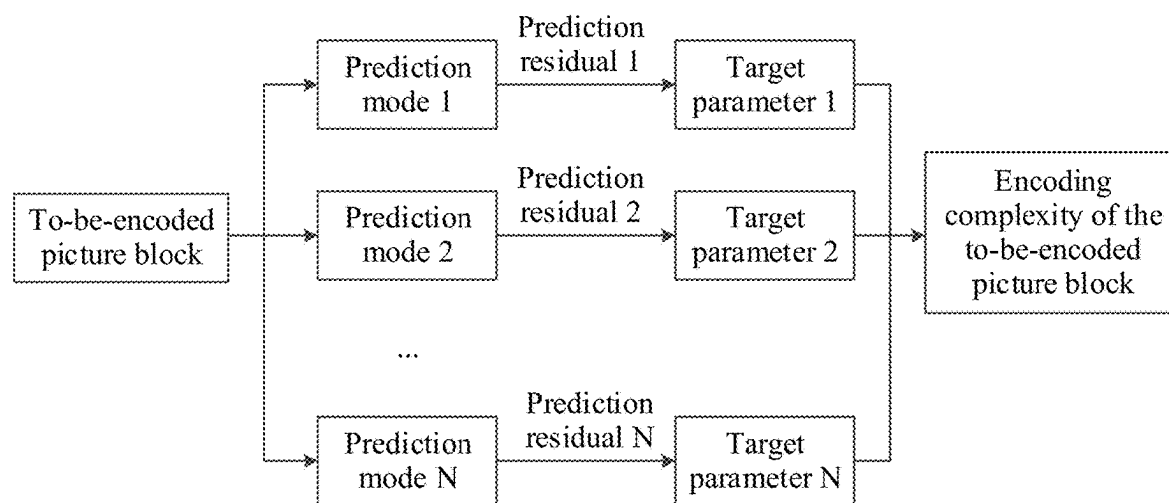 To-be-encoded
picture block
Prediction
mode 1
Prediction
residual 1
Target
parameter 1
Prediction
mode 2
Prediction
residual 2
Target
parameter 2
...
Prediction
mode N
Prediction
residual N
Target
parameter N
Encoding
complexity of the
to-be-encoded
picture block